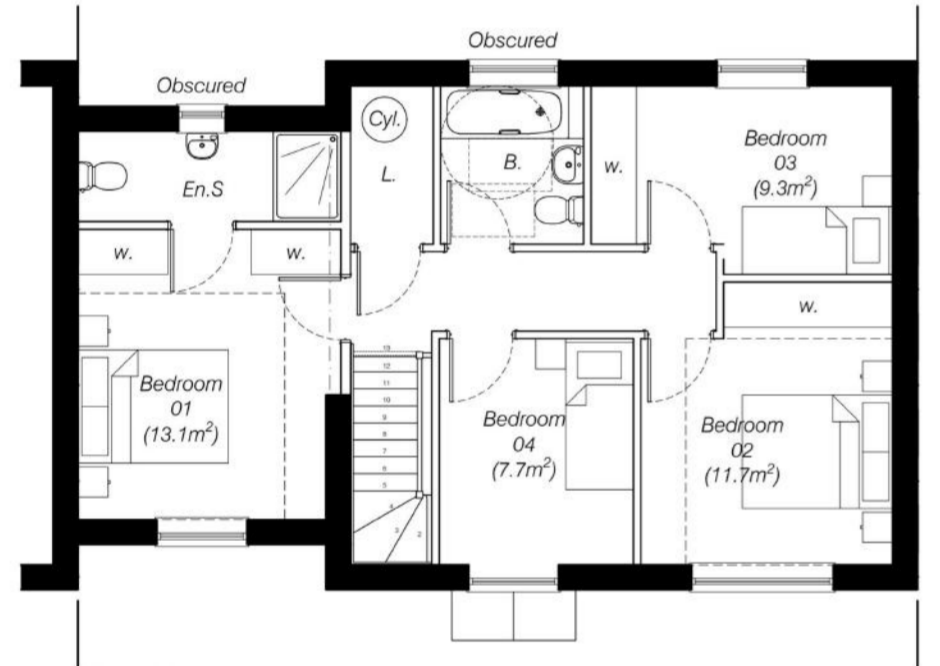 Obscured
Obscured
Cyl.
L.
B.
w.
Bedroom
03
(9.3m²)
En.S
w.
w.
w.
Bedroom
01
(13.1m²)
13
12
11
10
9
8
7
6
5
4
3
2
Bedroom
04
(7.7m²)
Bedroom
02
(11.7m²)